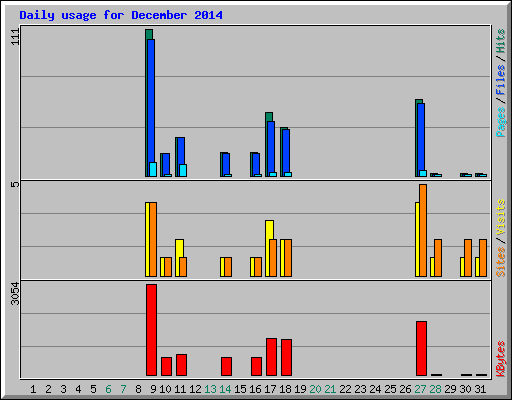 Daily usage for December 2014
111
Pages / Files / Hits
5
Sites / Visits
3054
KBytes
1 2 3 4 5 6 7 8 9 10 11 12 13 14 15 16 17 18 19 20 21 22 23 24 25 26 27 28 29 30 31